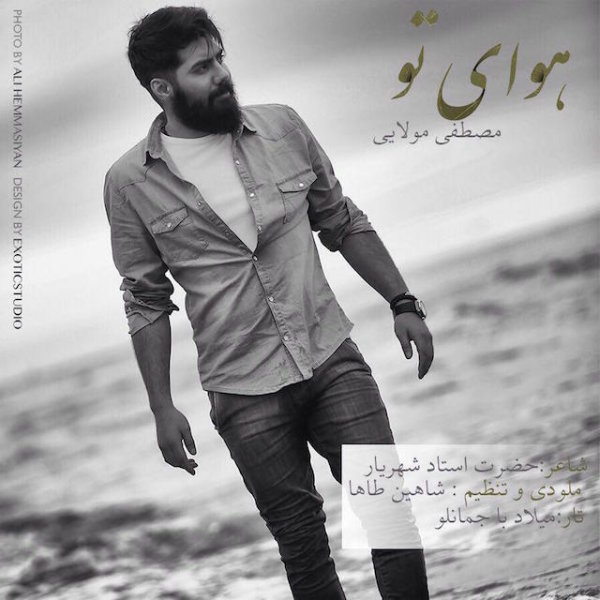 هوای تو
مصطفی مولایی
شاعر:حضرت استاد شهریار
ملودی و تنظیم : شاهین طاها
تار:میلاد با جمانلو
PHOTO BY ALI HEMMASIYAN DESIGN BY EXOTICSTUDIO